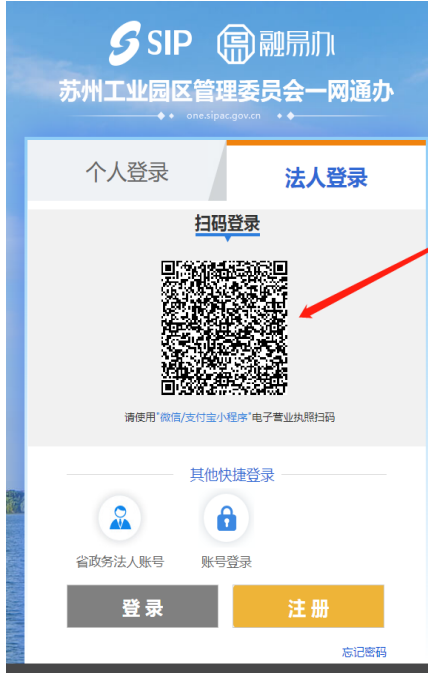 SIP 融易办
苏州工业园区管理委员会一网通办
one.sipac.gov.cn
个人登录 法人登录
扫码登录
请使用"微信/支付宝小程序"电子营业执照扫码
其他快捷登录
省政务法人账号 账号登录
登录 注册
忘记密码